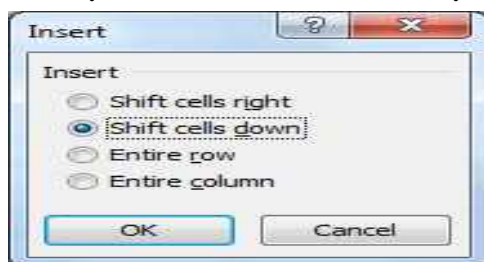 Insert
Insert
Shift cells right
Shift cells down
Entire row
Entire column
OK Cancel